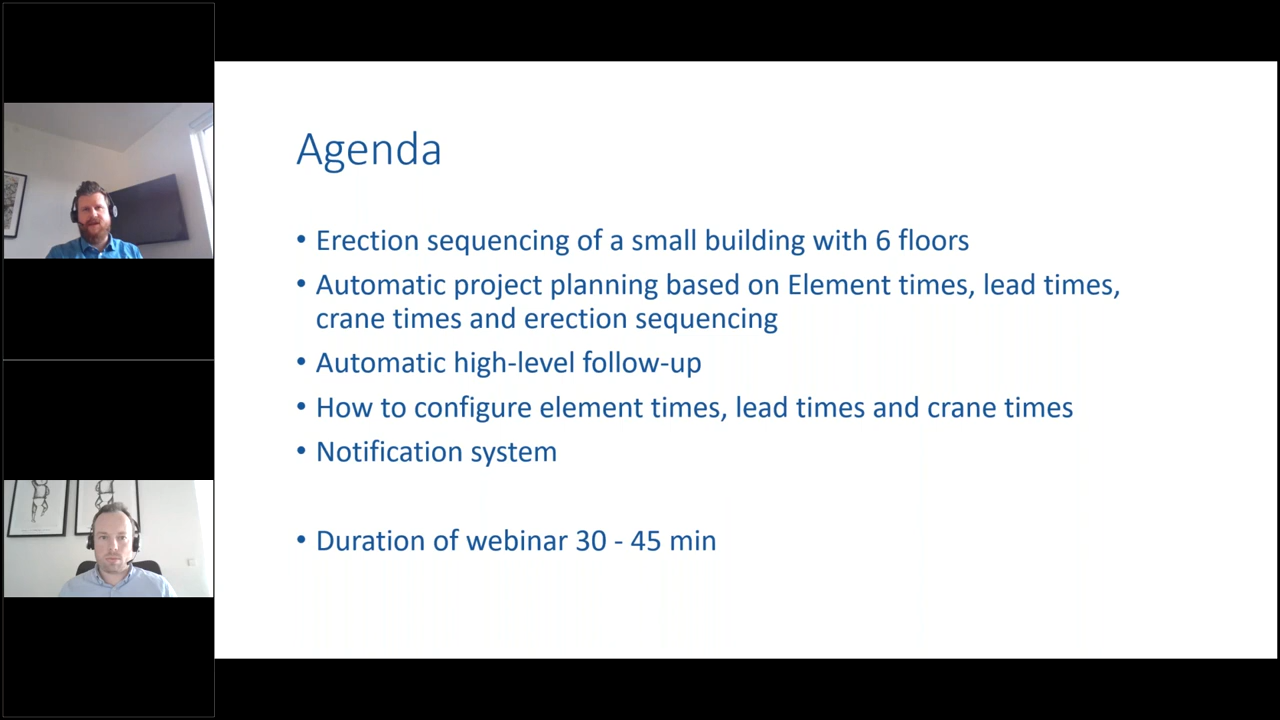 Agenda
• Erection sequencing of a small building with 6 floors
• Automatic project planning based on Element times, lead times,
crane times and erection sequencing
• Automatic high-level follow-up
• How to configure element times, lead times and crane times
• Notification system
• Duration of webinar 30 - 45 min